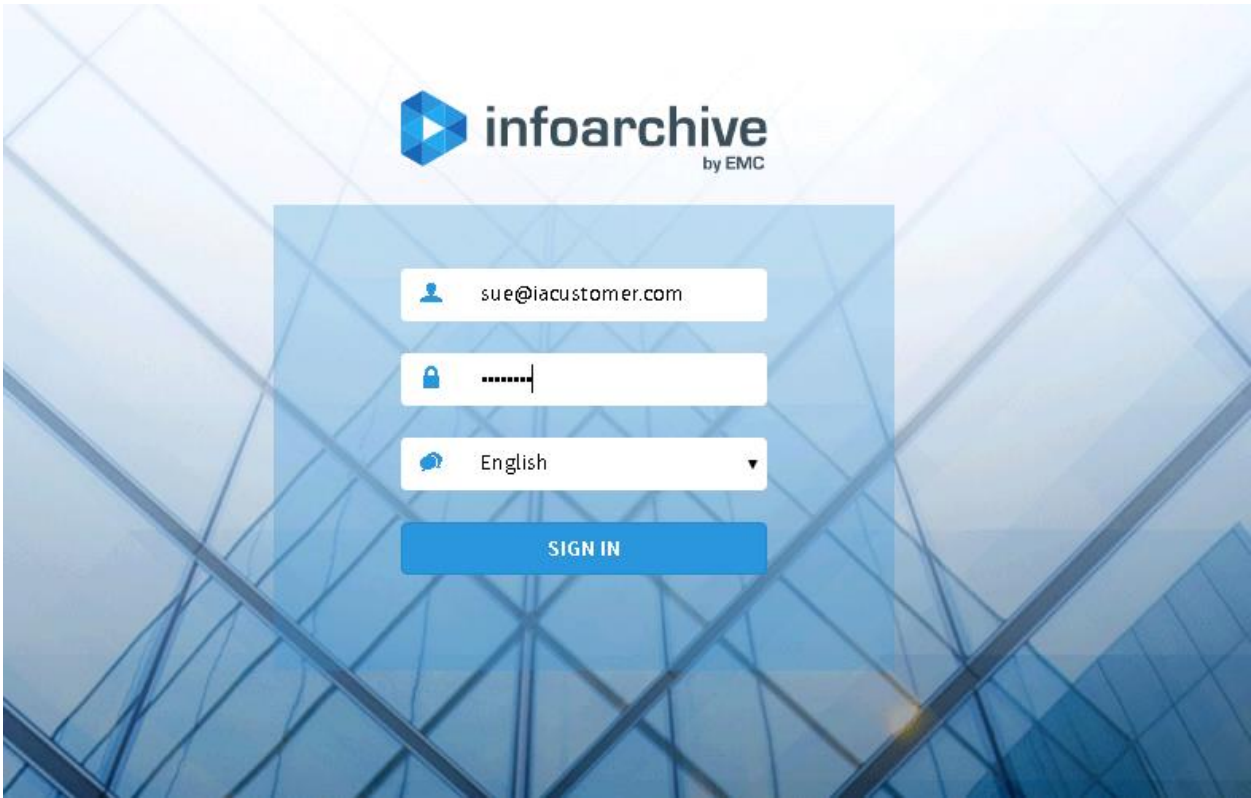 infoarchive
by EMC
sue@iacustomer.com
••••••••
English
SIGN IN